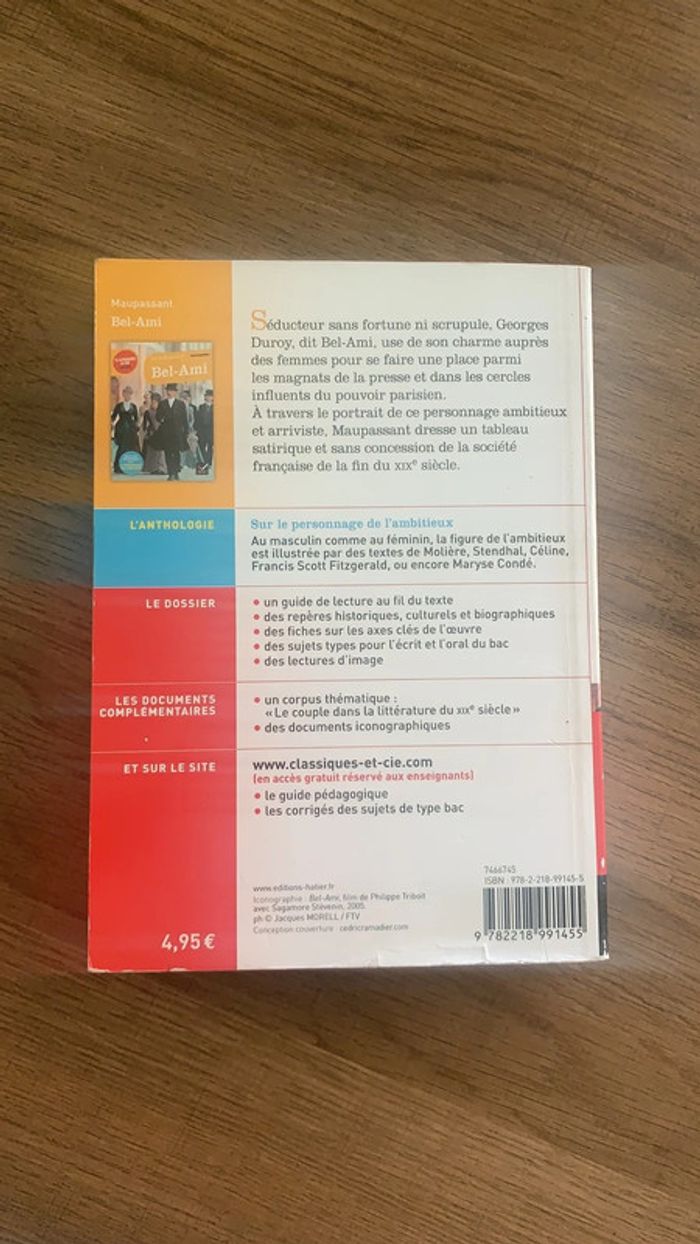 Maupassant
Bel-Ami
Bel-Ami
Séducteur sans fortune ni scrupule, Georges
Duroy, dit Bel-Ami, use de son charme auprès
des femmes pour se faire une place parmi
les magnats de la presse et dans les cercles
influents du pouvoir parisien.
À travers le portrait de ce personnage ambitieux
et arriviste, Maupassant dresse un tableau
satirique et sans concession de la société
française de la fin du XIXe siècle.
L'ANTHOLOGIE
Sur le personnage de l'ambitieux
Au masculin comme au féminin, la figure de l'ambitieux
est illustrée par des textes de Molière, Stendhal, Céline,
Francis Scott Fitzgerald, ou encore Maryse Condé.
LE DOSSIER
• un guide de lecture au fil du texte
• des repères historiques, culturels et biographiques
• des fiches sur les axes clés de l'œuvre
• des sujets types pour l'écrit et l'oral du bac
• des lectures d'image
LES DOCUMENTS
COMPLÉMENTAIRES
• un corpus thématique :
« Le couple dans la littérature du XIXe siècle »
• des documents iconographiques
ET SUR LE SITE
www.classiques-et-cie.com
(en accès gratuit réservé aux enseignants)
• le guide pédagogique
• les corrigés des sujets de type bac
4,95 €
www.editions-hatier.fr
Iconographie : Bel-Ami, film de Philippe Triboit
avec Sagamore Stévenin, 2005.
ph © Jacques MORELL / FTV
Conception couverture : cedricramadier.com
7466745
ISBN : 978-2-218-99145-5
9 782218 991455